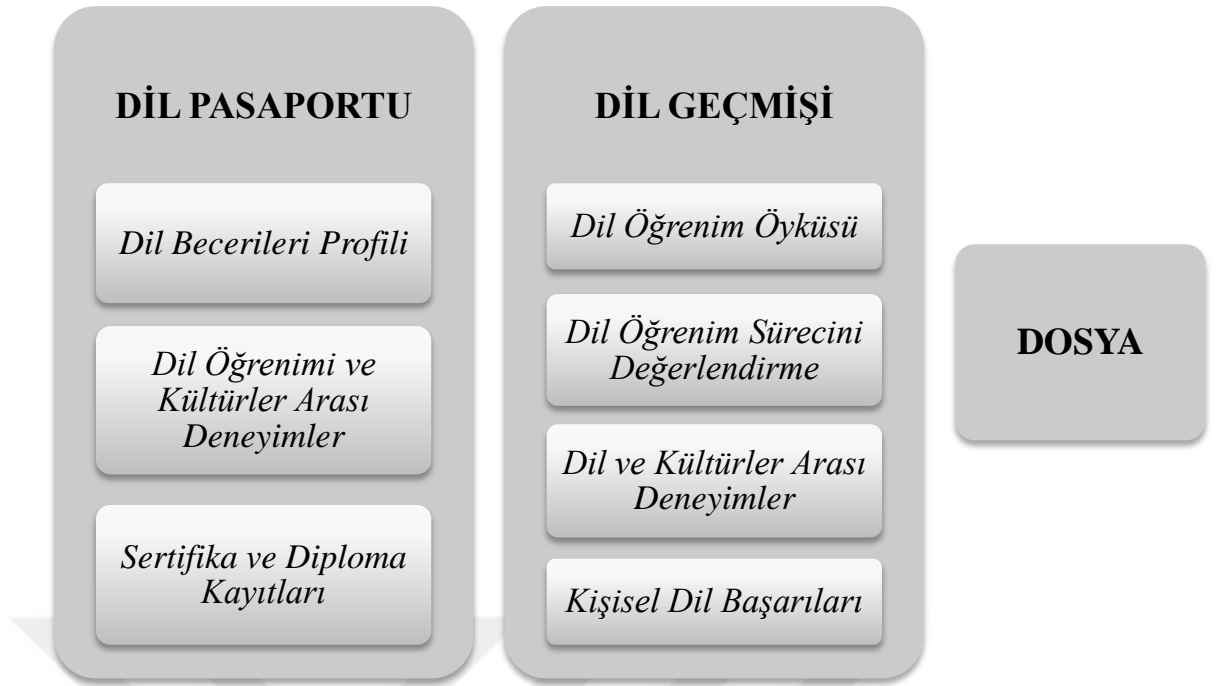 DİL PASAPORTU
Dil Becerileri Profili
Dil Öğrenimi ve
Kültürler Arası
Deneyimler
Sertifika ve Diploma
Kayıtları
DİL GEÇMİŞİ
Dil Öğrenim Öyküsü
Dil Öğrenim Sürecini
Değerlendirme
Dil ve Kültürler Arası
Deneyimler
Kişisel Dil Başarıları
DOSYA